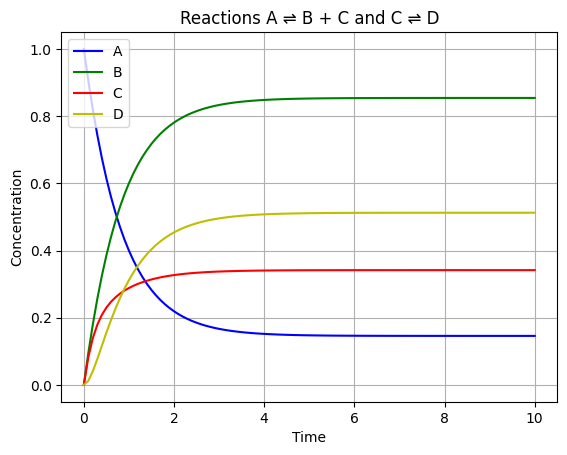 Reactions A ⇌ B + C and C ⇌ D
A
B
C
D
Concentration
1.0
0.8
0.6
0.4
0.2
0.0
0 2 4 6 8 10
Time